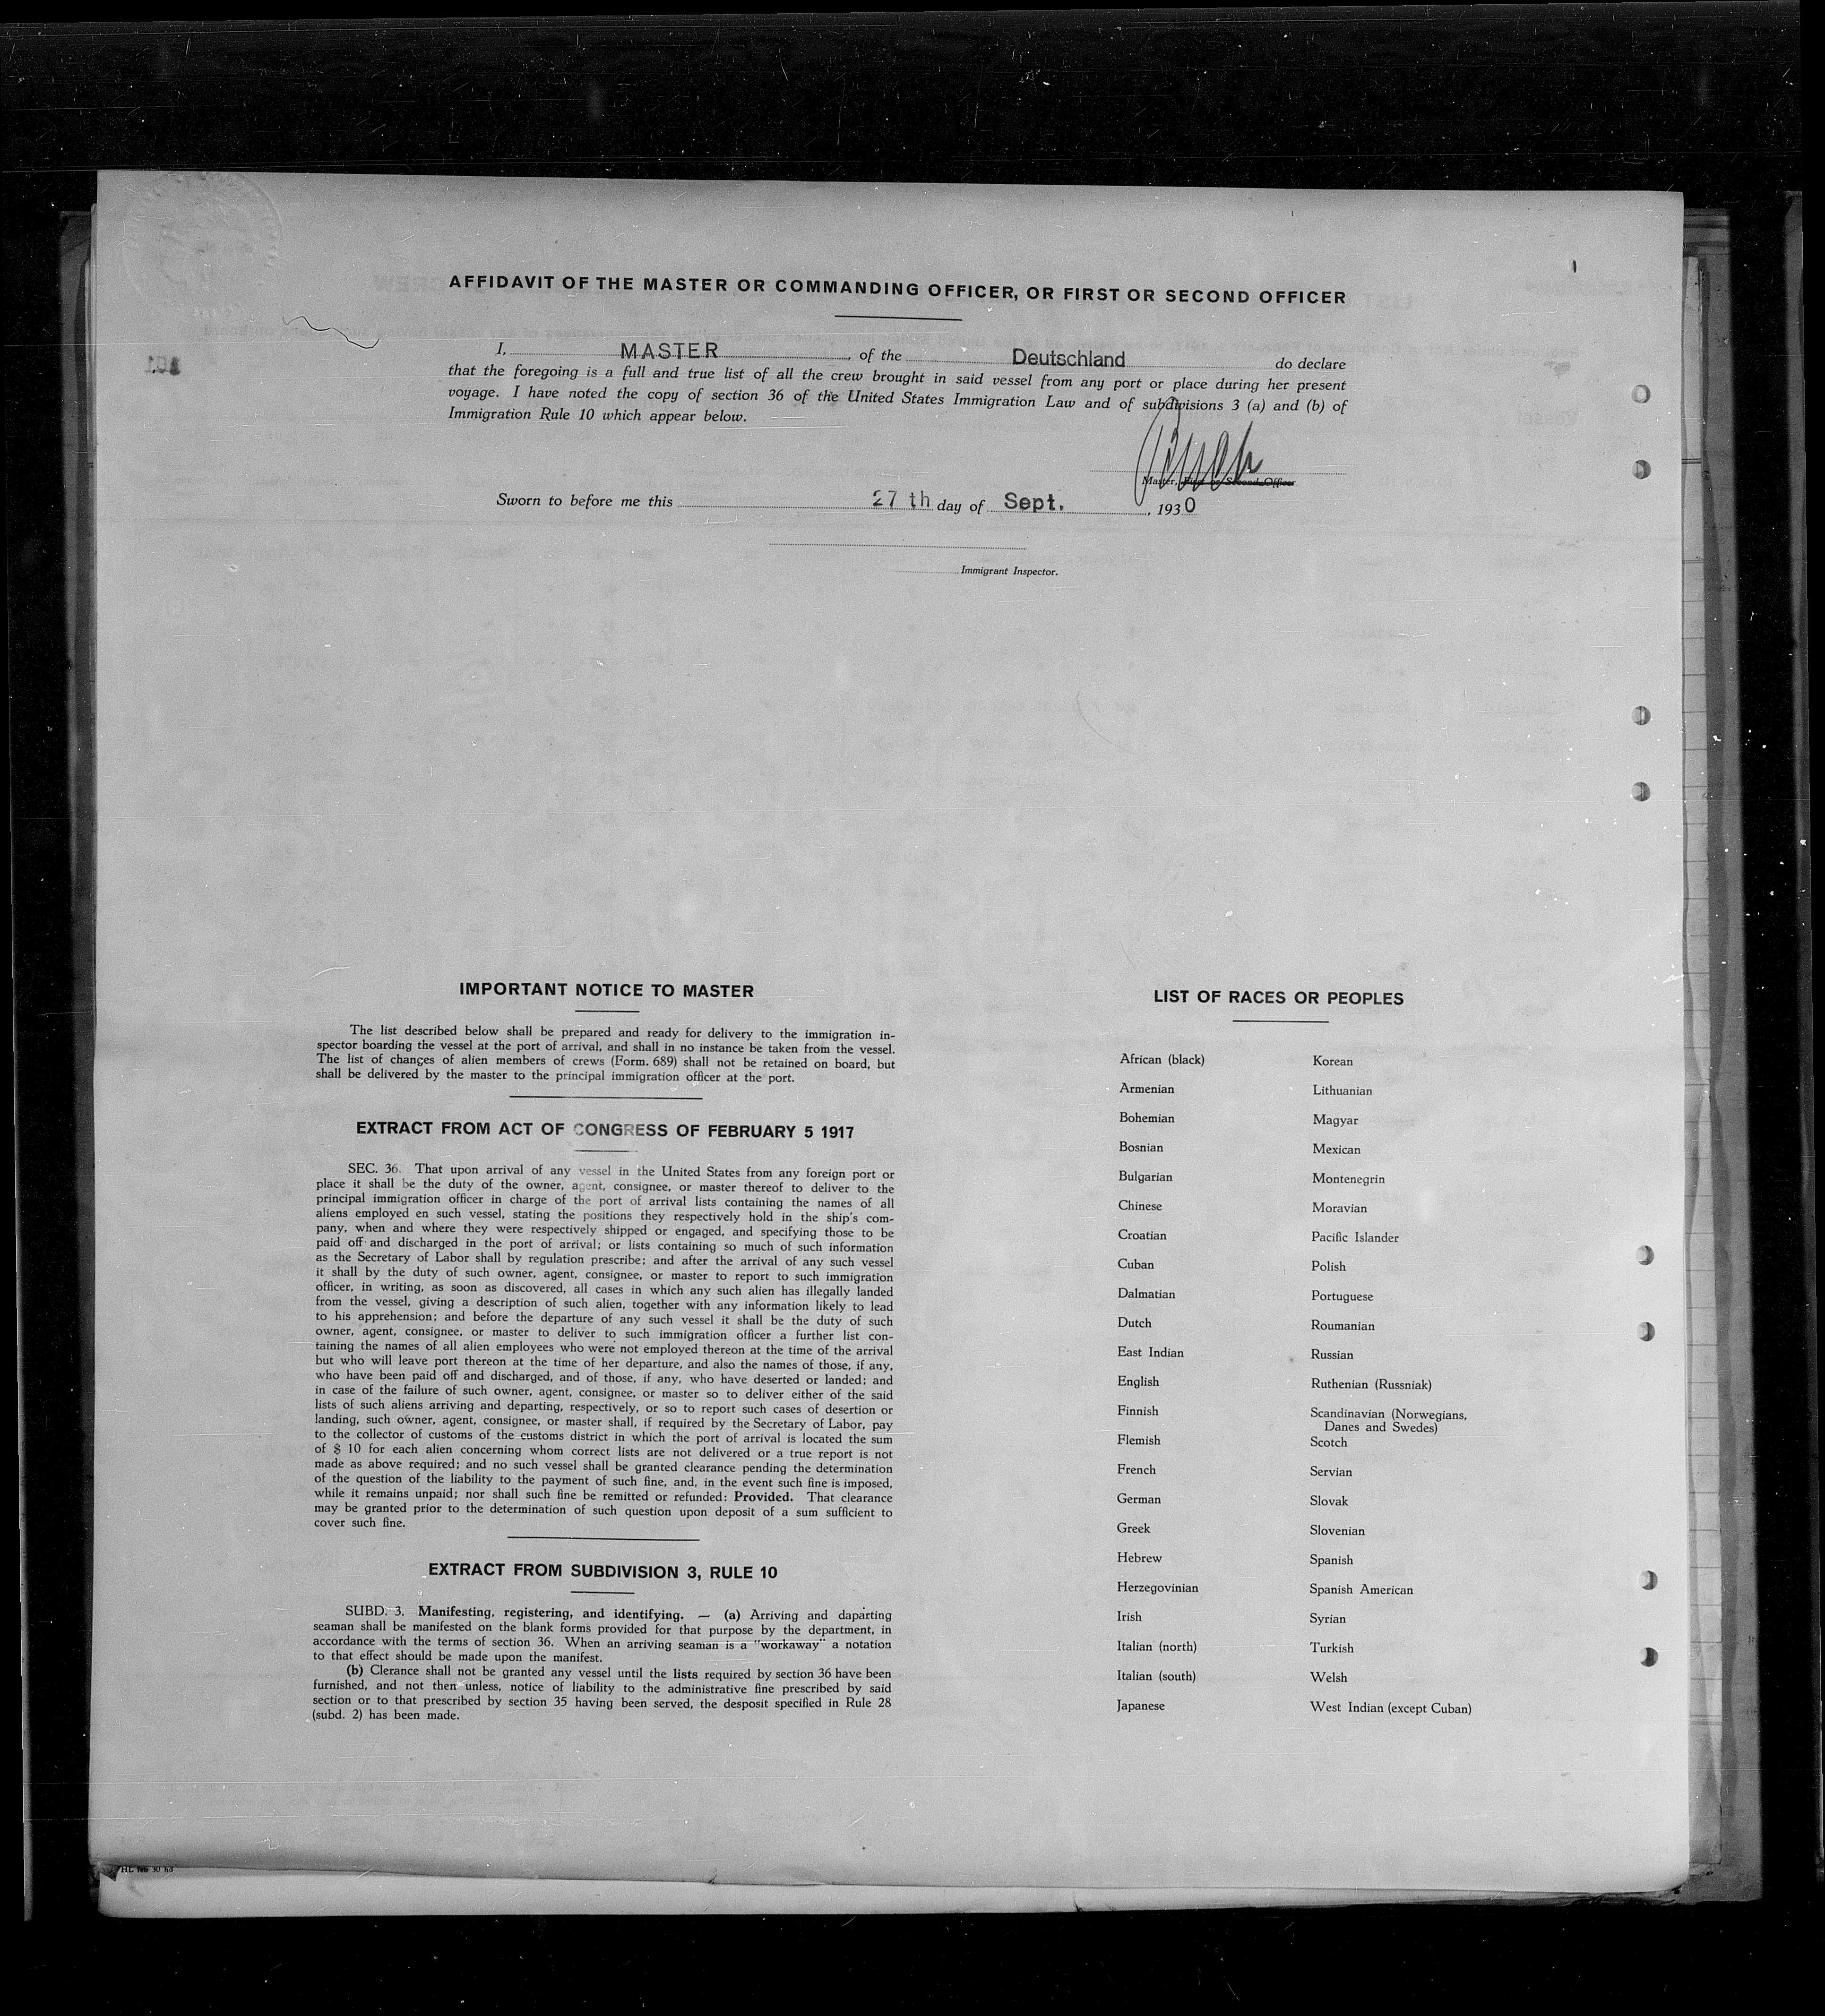 AFFIDAVIT OF THE MASTER OR COMMANDING OFFICER, OR FIRST OR SECOND OFFICER
I, MASTER, of the Deutschland do declare
that the foregoing is a full and true list of all the crew brought in said vessel from any port or place during her present
voyage. I have noted the copy of section 36 of the United States Immigration Law and of subdivisions 3 (a) and (b) of
Immigration Rule 10 which appear below.
Master, First or Second Officer
Sworn to before me this 27 th day of Sept., 1930
Immigrant Inspector.
IMPORTANT NOTICE TO MASTER
The list described below shall be prepared and ready for delivery to the immigration in-
spector boarding the vessel at the port of arrival, and shall in no instance be taken from the vessel.
The list of changes of alien members of crews (Form. 689) shall not be retained on board, but
shall be delivered by the master to the principal immigration officer at the port.
EXTRACT FROM ACT OF CONGRESS OF FEBRUARY 5 1917
SEC. 36. That upon arrival of any vessel in the United States from any foreign port or
place it shall be the duty of the owner, agent, consignee, or master thereof to deliver to the
principal immigration officer in charge of the port of arrival lists containing the names of all
aliens employed en such vessel, stating the positions they respectively hold in the ship's com-
pany, when and where they were respectively shipped or engaged, and specifying those to be
paid off and discharged in the port of arrival; or lists containing so much of such information
as the Secretary of Labor shall by regulation prescribe; and after the arrival of any such vessel
it shall by the duty of such owner, agent, consignee, or master to report to such immigration
officer, in writing, as soon as discovered, all cases in which any such alien has illegally landed
from the vessel, giving a description of such alien, together with any information likely to lead
to his apprehension; and before the departure of any such vessel it shall be the duty of such
owner, agent, consignee, or master to deliver to such immigration officer a further list con-
taining the names of all alien employees who were not employed thereon at the time of the arrival
but who will leave port thereon at the time of her departure, and also the names of those, if any,
who have been paid off and discharged, and of those, if any, who have deserted or landed; and
in case of the failure of such owner, agent, consignee, or master so to deliver either of the said
lists of such aliens arriving and departing, respectively, or so to report such cases of desertion or
landing, such owner, agent, consignee, or master shall, if required by the Secretary of Labor, pay
to the collector of customs of the customs district in which the port of arrival is located the sum
of $ 10 for each alien concerning whom correct lists are not delivered or a true report is not
made as above required; and no such vessel shall be granted clearance pending the determination
of the question of the liability to the payment of such fine, and, in the event such fine is imposed,
while it remains unpaid; nor shall such fine be remitted or refunded: Provided. That clearance
may be granted prior to the determination of such question upon deposit of a sum sufficient to
cover such fine.
EXTRACT FROM SUBDIVISION 3, RULE 10
SUBD. 3. Manifesting, registering, and identifying. — (a) Arriving and daparting
seaman shall be manifested on the blank forms provided for that purpose by the department, in
accordance with the terms of section 36. When an arriving seaman is a "workaway" a notation
to that effect should be made upon the manifest.
(b) Clerance shall not be granted any vessel until the lists required by section 36 have been
furnished, and not then unless, notice of liability to the administrative fine prescribed by said
section or to that prescribed by section 35 having been served, the desposit specified in Rule 28
(subd. 2) has been made.
LIST OF RACES OR PEOPLES
African (black)
Armenian
Bohemian
Bosnian
Bulgarian
Chinese
Croatian
Cuban
Dalmatian
Dutch
East Indian
English
Finnish
Flemish
French
German
Greek
Hebrew
Herzegovinian
Irish
Italian (north)
Italian (south)
Japanese
Korean
Lithuanian
Magyar
Mexican
Montenegrin
Moravian
Pacific Islander
Polish
Portuguese
Roumanian
Russian
Ruthenian (Russniak)
Scandinavian (Norwegians,
Danes and Swedes)
Scotch
Servian
Slovak
Slovenian
Spanish
Spanish American
Syrian
Turkish
Welsh
West Indian (except Cuban)